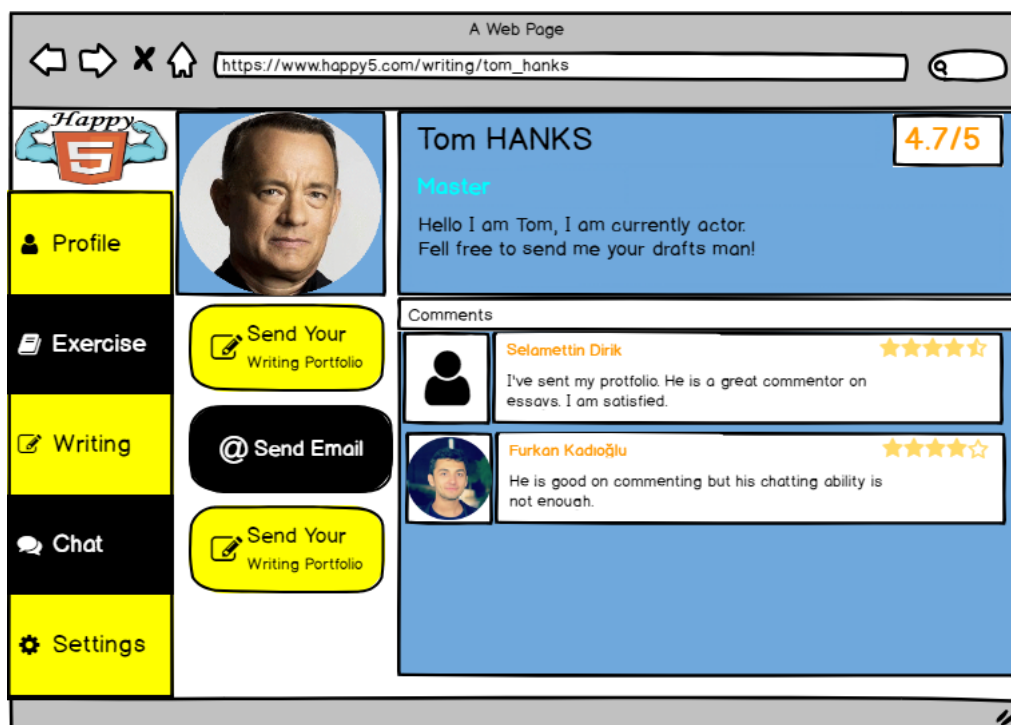 A Web Page
https://www.happy5.com/writing/tom_hanks
Happy
5
Profile
Exercise
Writing
Chat
Settings
Send Your
Writing Portfolio
@ Send Email
Send Your
Writing Portfolio
Tom HANKS
4.7/5
Master
Hello I am Tom, I am currently actor.
Fell free to send me your drafts man!
Comments
Selamettin Dirik
I've sent my protfolio. He is a great commentor on
essays. I am satisfied.
Furkan Kadıoğlu
He is good on commenting but his chatting ability is
not enough.